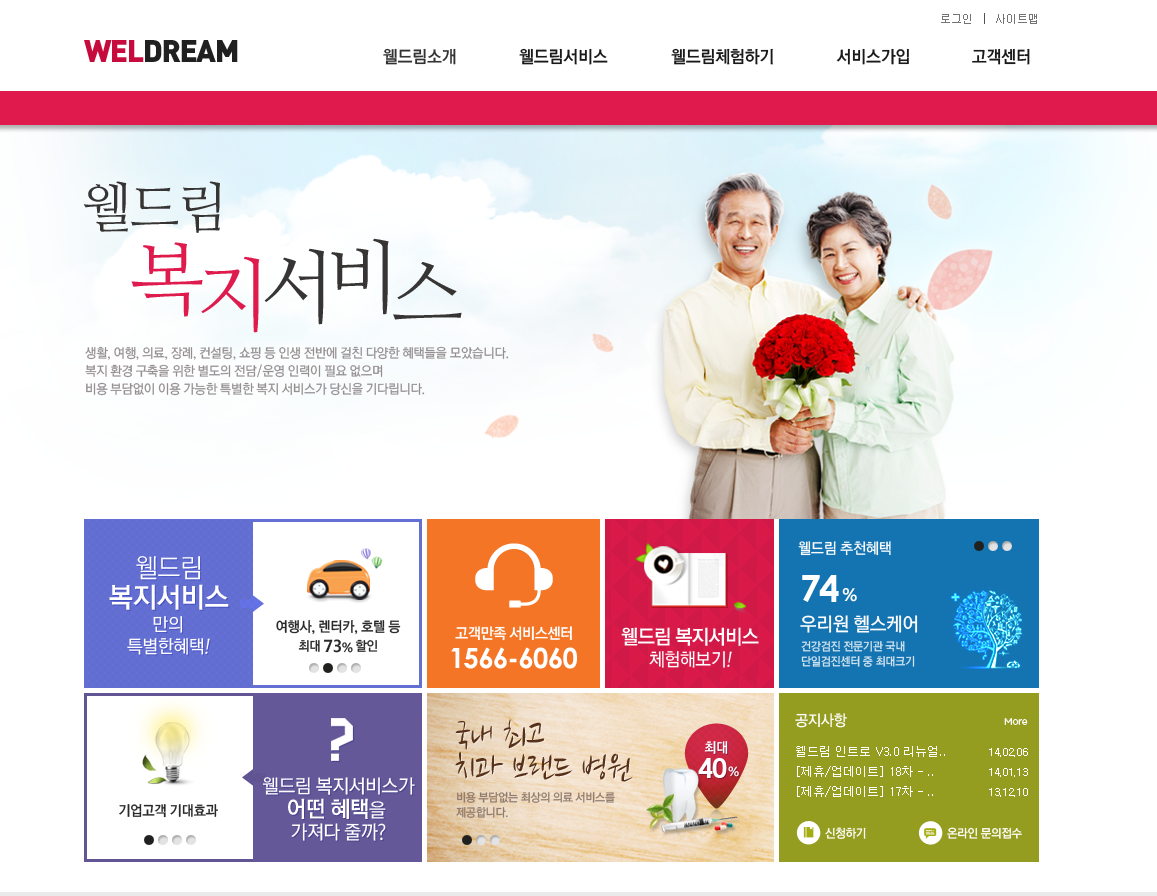 로그인 | 사이트맵
WELDREAM
웰드림소개 웰드림서비스 웰드림체험하기 서비스가입 고객센터
웰드림
복지서비스
생활, 여행, 의료, 장례, 컨설팅, 쇼핑 등 인생 전반에 걸친 다양한 혜택들을 모았습니다.
복지 환경 구축을 위한 별도의 전담/운영 인력이 필요 없으며
비용 부담없이 이용 가능한 특별한 복지 서비스가 당신을 기다립니다.
웰드림
복지서비스
만의
특별한혜택!
여행사, 렌터카, 호텔 등
최대 73% 할인
고객만족 서비스센터
1566-6060
웰드림 복지서비스
체험해보기!
웰드림 추천혜택
74%
우리원 헬스케어
건강검진 전문기관 국내
단일검진센터 중 최대크기
기업고객 기대효과
?
웰드림 복지서비스가
어떤 혜택을
가져다 줄까?
국내 최고
치과 브랜드 병원
비용 부담없는 최상의 의료 서비스를
제공합니다.
최대
40%
공지사항 More
웰드림 인트로 V3.0 리뉴얼.. 14.02.06
[제휴/업데이트] 18차 - .. 14.01.13
[제휴/업데이트] 17차 - .. 13.12.10
신청하기 온라인 문의접수